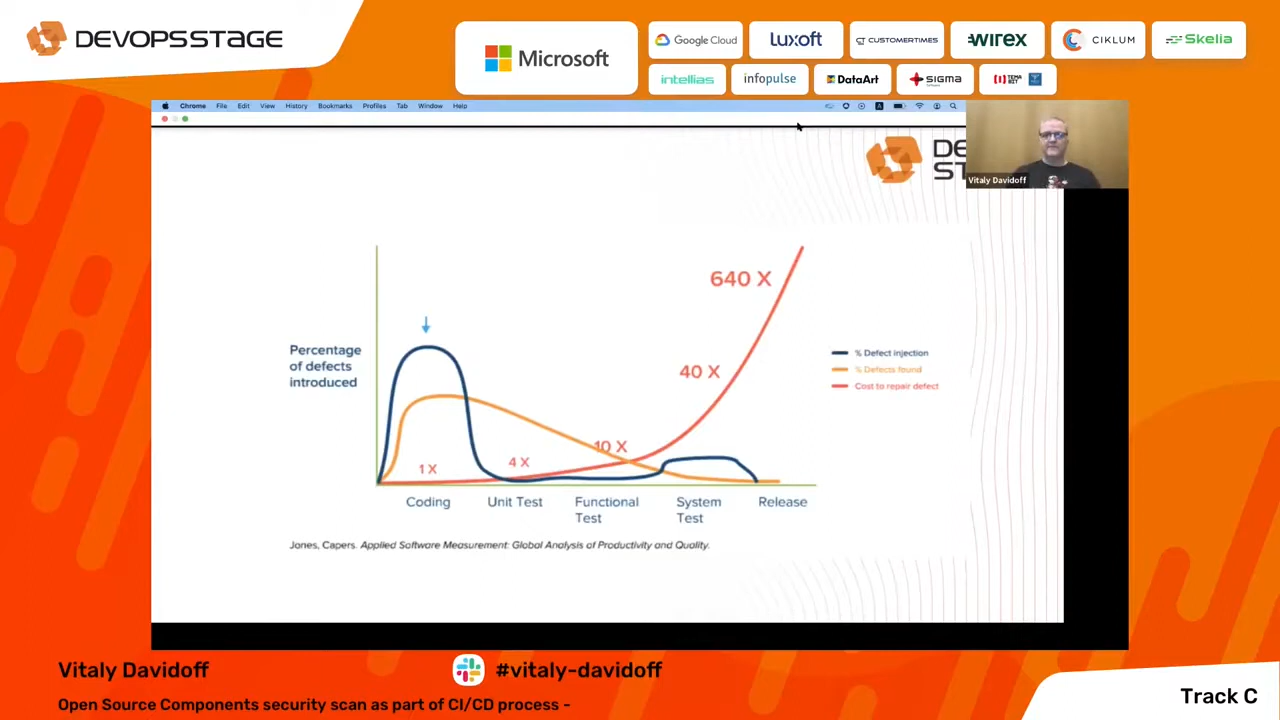 DEVOPSSTAGE
Microsoft
Google Cloud
Luxoft
CUSTOMERTIMES
WIREX
CIKLUM
Skelia
intellias
infopulse
DataArt
SIGMA
Chrome File Edit View History Bookmarks Profiles Tab Window Help
DE
ST
Vitaly Davidoff
640 X
40 X
10 X
4 X
1 X
Percentage
of defects
introduced
% Defect injection
% Defects found
Cost to repair defect
Coding
Unit Test
Functional
Test
System
Test
Release
Jones, Capers. Applied Software Measurement: Global Analysis of Productivity and Quality.
Vitaly Davidoff
#vitaly-davidoff
Open Source Components security scan as part of CI/CD process -
Track C